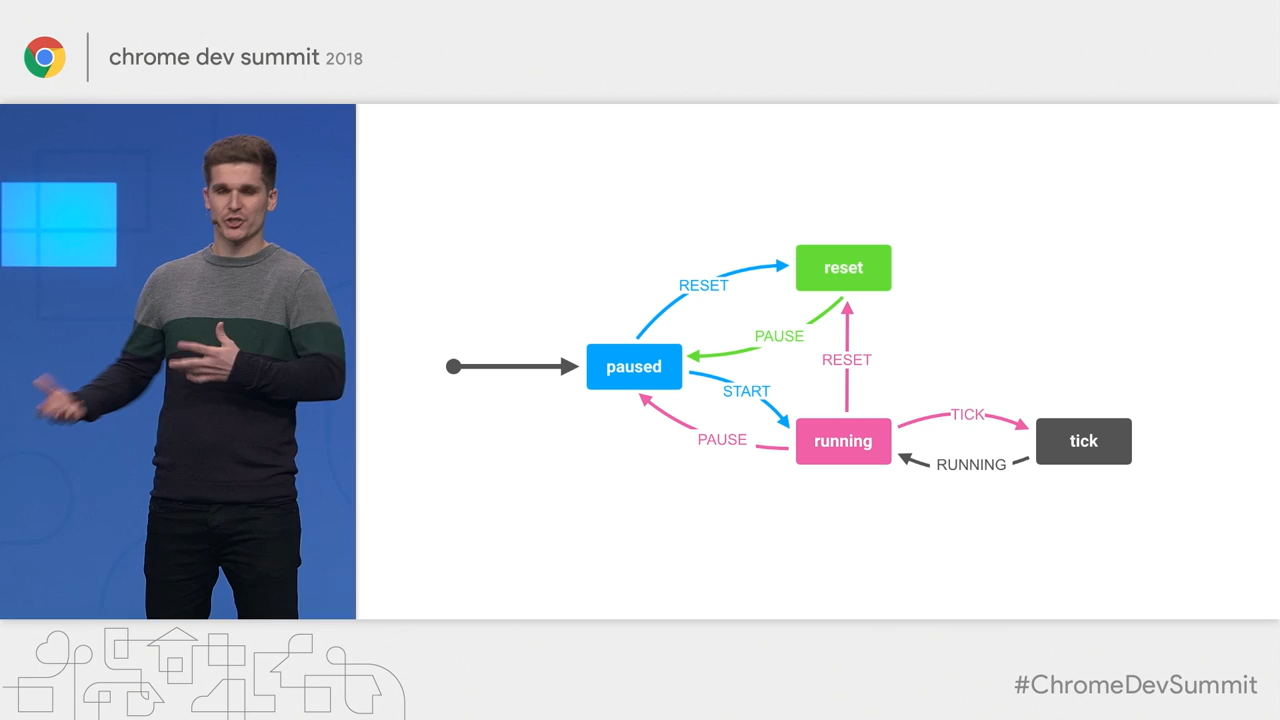 chrome dev summit 2018
reset
RESET
PAUSE
RESET
paused
START
TICK
PAUSE
running
tick
RUNNING
#ChromeDevSummit